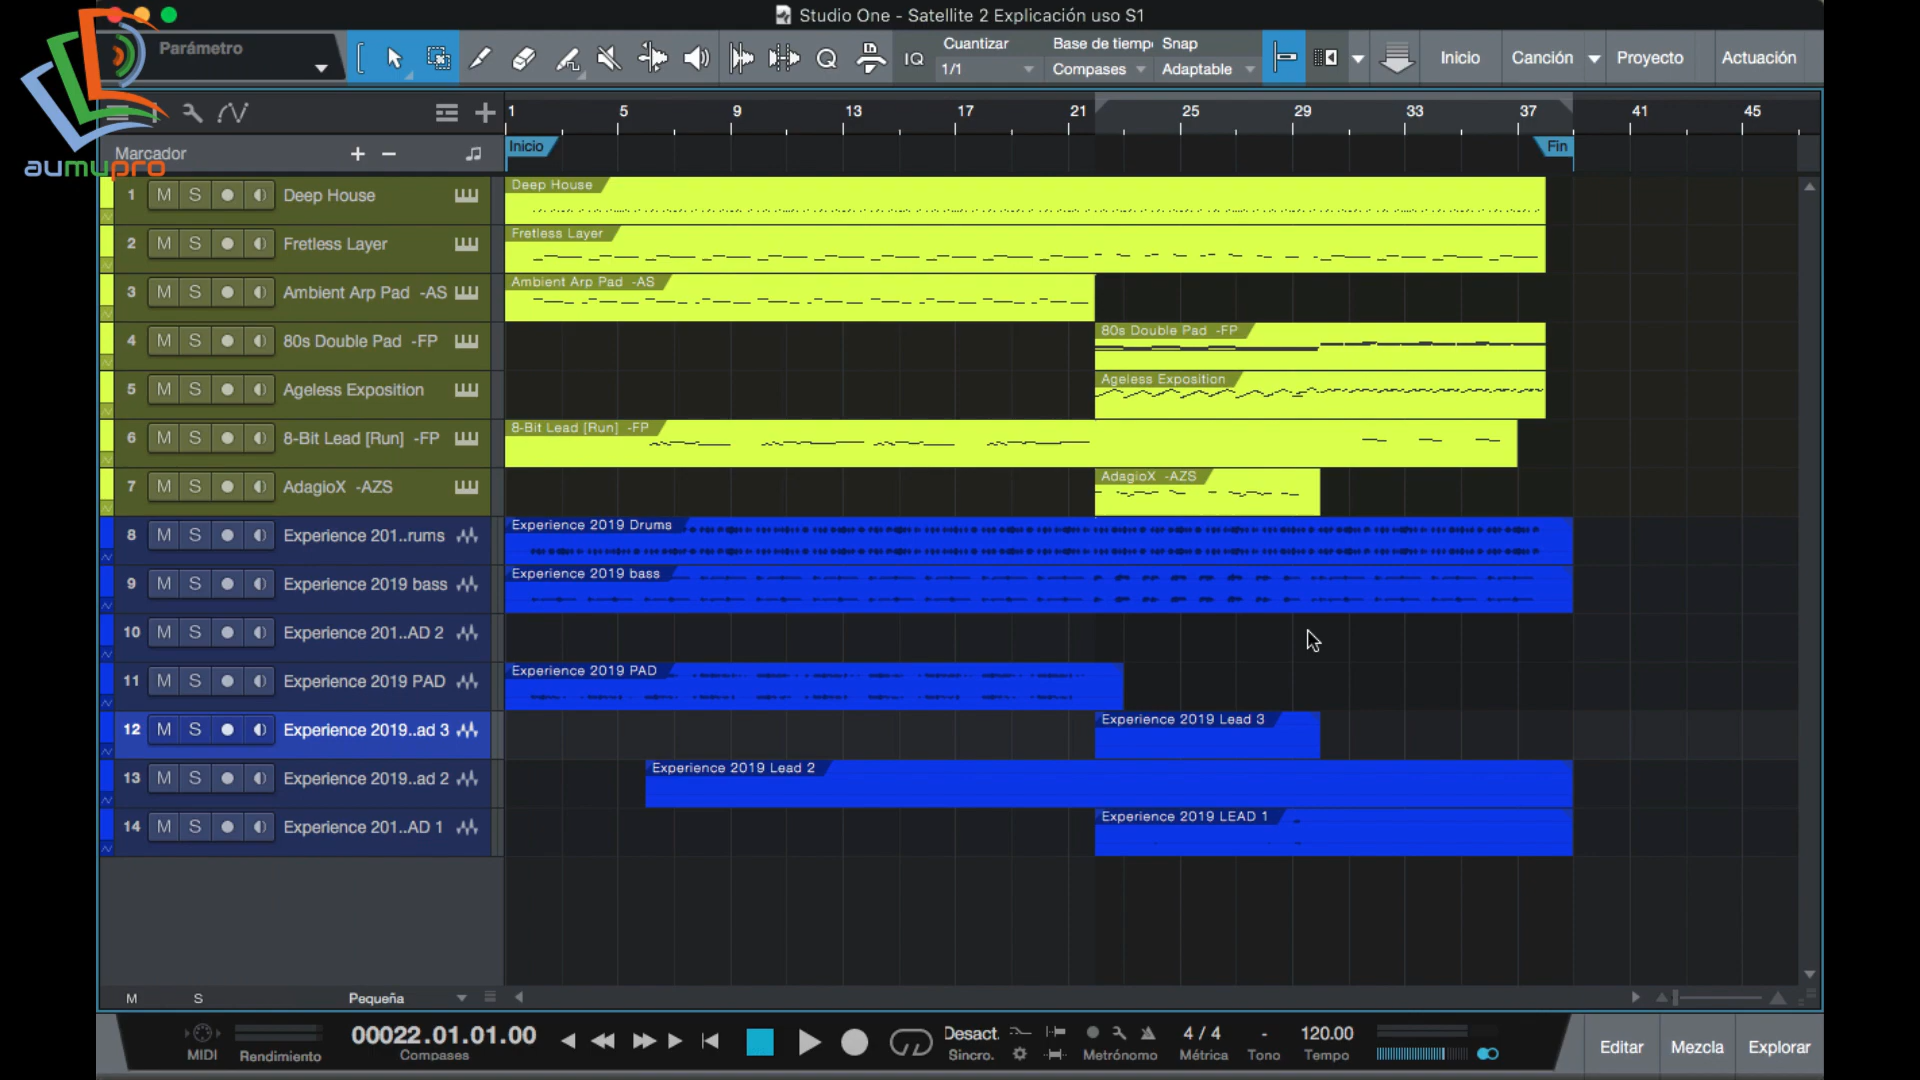 Studio One - Satellite 2 Explicación uso S1
Parámetro
IQ
Cuantizar
1/1
Base de tiempo
Compases
Snap
Adaptable
Inicio
Canción
Proyecto
Actuación
1 5 9 13 17 21 25 29 33 37 41 45
Marcador
Inicio
Fin
aumupro
1 M S Deep House
Deep House
2 M S Fretless Layer
Fretless Layer
3 M S Ambient Arp Pad -AS
Ambient Arp Pad -AS
4 M S 80s Double Pad -FP
80s Double Pad -FP
5 M S Ageless Exposition
Ageless Exposition
6 M S 8-Bit Lead [Run] -FP
8-Bit Lead [Run] -FP
7 M S AdagioX -AZS
AdagioX -AZS
8 M S Experience 201..rums
Experience 2019 Drums
9 M S Experience 2019 bass
Experience 2019 bass
10 M S Experience 201..AD 2
11 M S Experience 2019 PAD
Experience 2019 PAD
12 M S Experience 2019..ad 3
Experience 2019 Lead 3
13 M S Experience 2019..ad 2
Experience 2019 Lead 2
14 M S Experience 201..AD 1
Experience 2019 LEAD 1
M S Pequeña
MIDI
Rendimiento
00022.01.01.00
Compases
Desact.
Sincro.
Metrónomo
4 / 4
Métrica
-
Tono
120.00
Tempo
Editar
Mezcla
Explorar